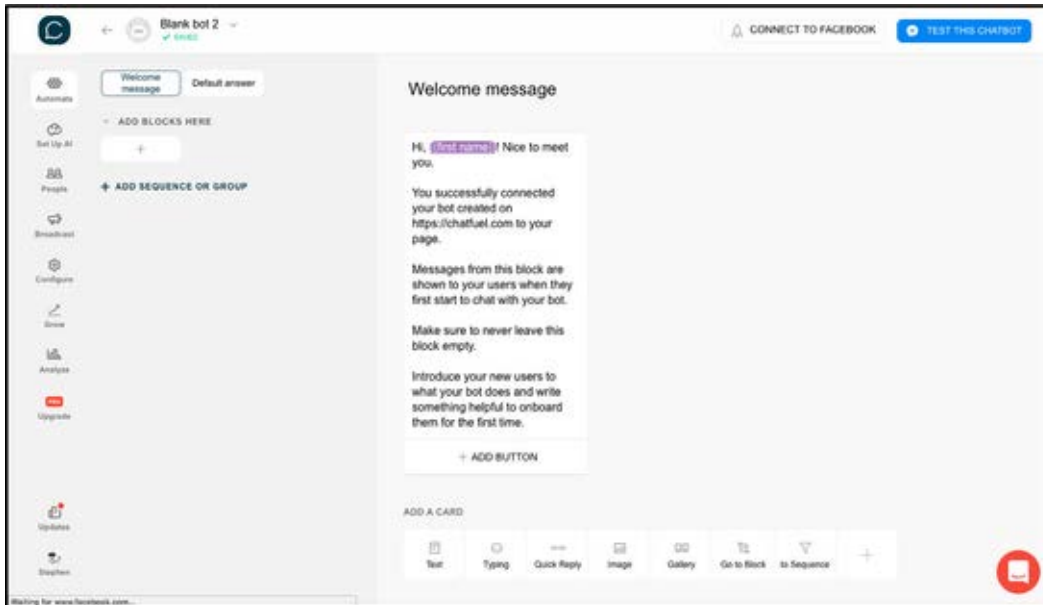 Blank bot 2
SAVED
CONNECT TO FACEBOOK
TEST THIS CHATBOT
Automate
Set Up AI
People
Broadcast
Configure
Grow
Analyze
PRO
Upgrade
Updates
Stephen
Welcome
message
Default answer
ADD BLOCKS HERE
+
+ ADD SEQUENCE OR GROUP
Welcome message
Hi, {{first name}}! Nice to meet
you.
You successfully connected
your bot created on
https://chatfuel.com to your
page.
Messages from this block are
shown to your users when they
first start to chat with your bot.
Make sure to never leave this
block empty.
Introduce your new users to
what your bot does and write
something helpful to onboard
them for the first time.
+ ADD BUTTON
ADD A CARD
Text
Typing
Quick Reply
Image
Gallery
Go to Block
to Sequence
+
Waiting for www.facebook.com...